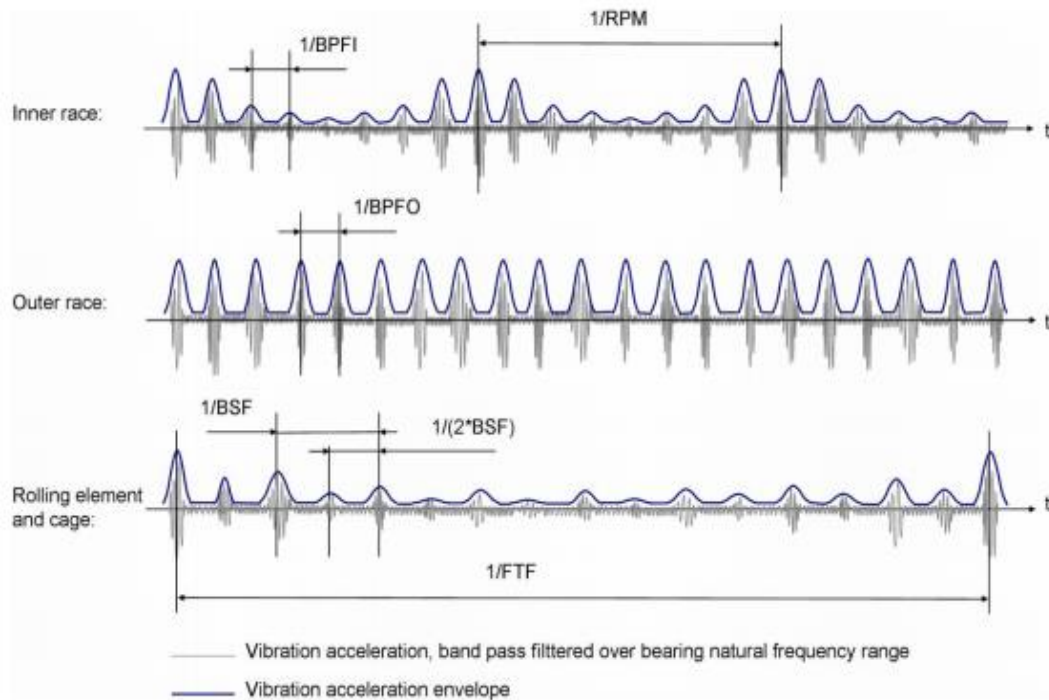 1/RPM
1/BPFI
Inner race:
t
1/BPFO
Outer race:
t
1/BSF
1/(2*BSF)
Rolling element
and cage:
t
1/FTF
Vibration acceleration, band pass filttered over bearing natural frequency range
Vibration acceleration envelope